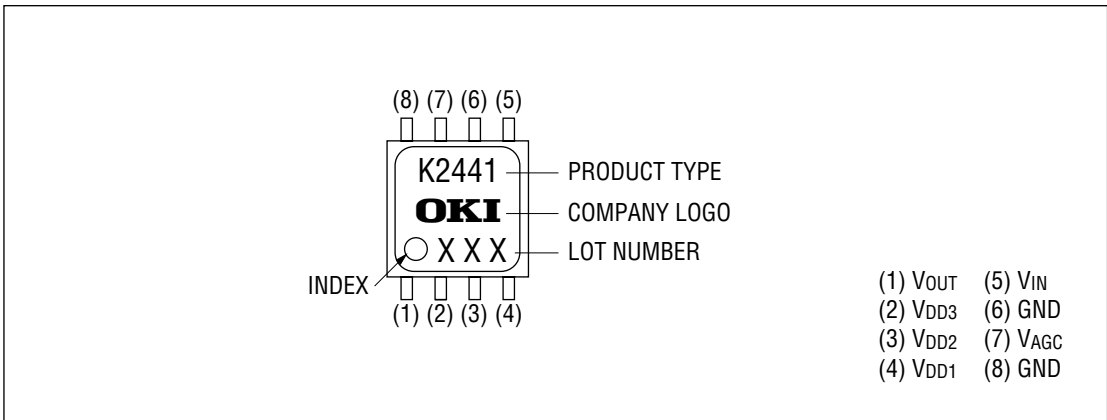 (8) (7) (6) (5)
K2441 PRODUCT TYPE
OKI COMPANY LOGO
X X X LOT NUMBER
INDEX
(1) (2) (3) (4)
(1) VOUT (5) VIN
(2) VDD3 (6) GND
(3) VDD2 (7) VAGC
(4) VDD1 (8) GND